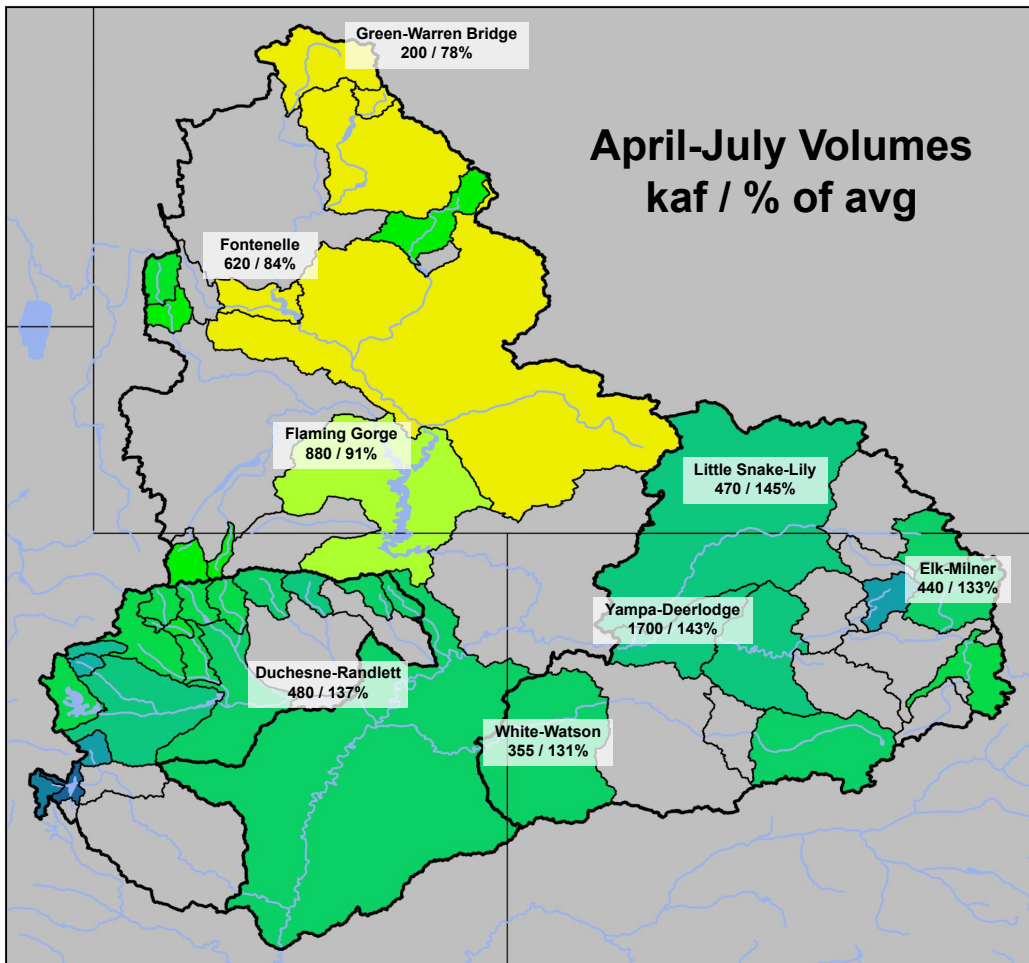 Green-Warren Bridge
200 / 78%
April-July Volumes
kaf / % of avg
Fontenelle
620 / 84%
Flaming Gorge
880 / 91%
Little Snake-Lily
470 / 145%
Elk-Milner
440 / 133%
Yampa-Deerlodge
1700 / 143%
Duchesne-Randlett
480 / 137%
White-Watson
355 / 131%